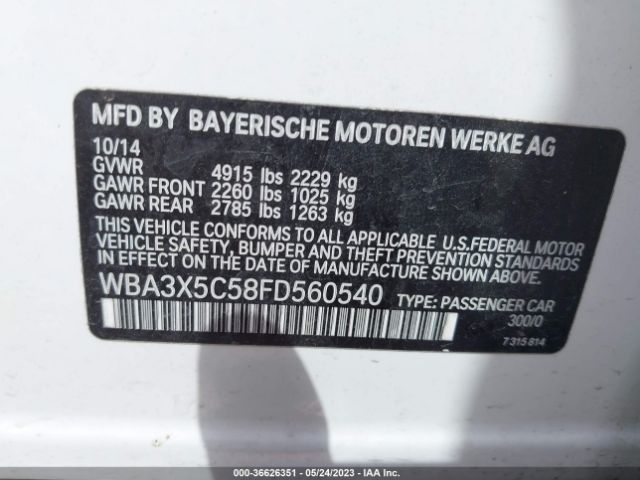 MFD BY BAYERISCHE MOTOREN WERKE AG
10/14
GVWR 4915 lbs 2229 kg
GAWR FRONT 2260 lbs 1025 kg
GAWR REAR 2785 lbs 1263 kg
THIS VEHICLE CONFORMS TO ALL APPLICABLE U.S.FEDERAL MOTOR
VEHICLE SAFETY, BUMPER AND THEFT PREVENTION STANDARDS
IN EFFECT ON THE DATE OF MANUFACTURE SHOWN ABOVE.
WBA3X5C58FD560540 TYPE: PASSENGER CAR
300/0
7 315 814
000-36626351 | 05/24/2023 - IAA Inc.